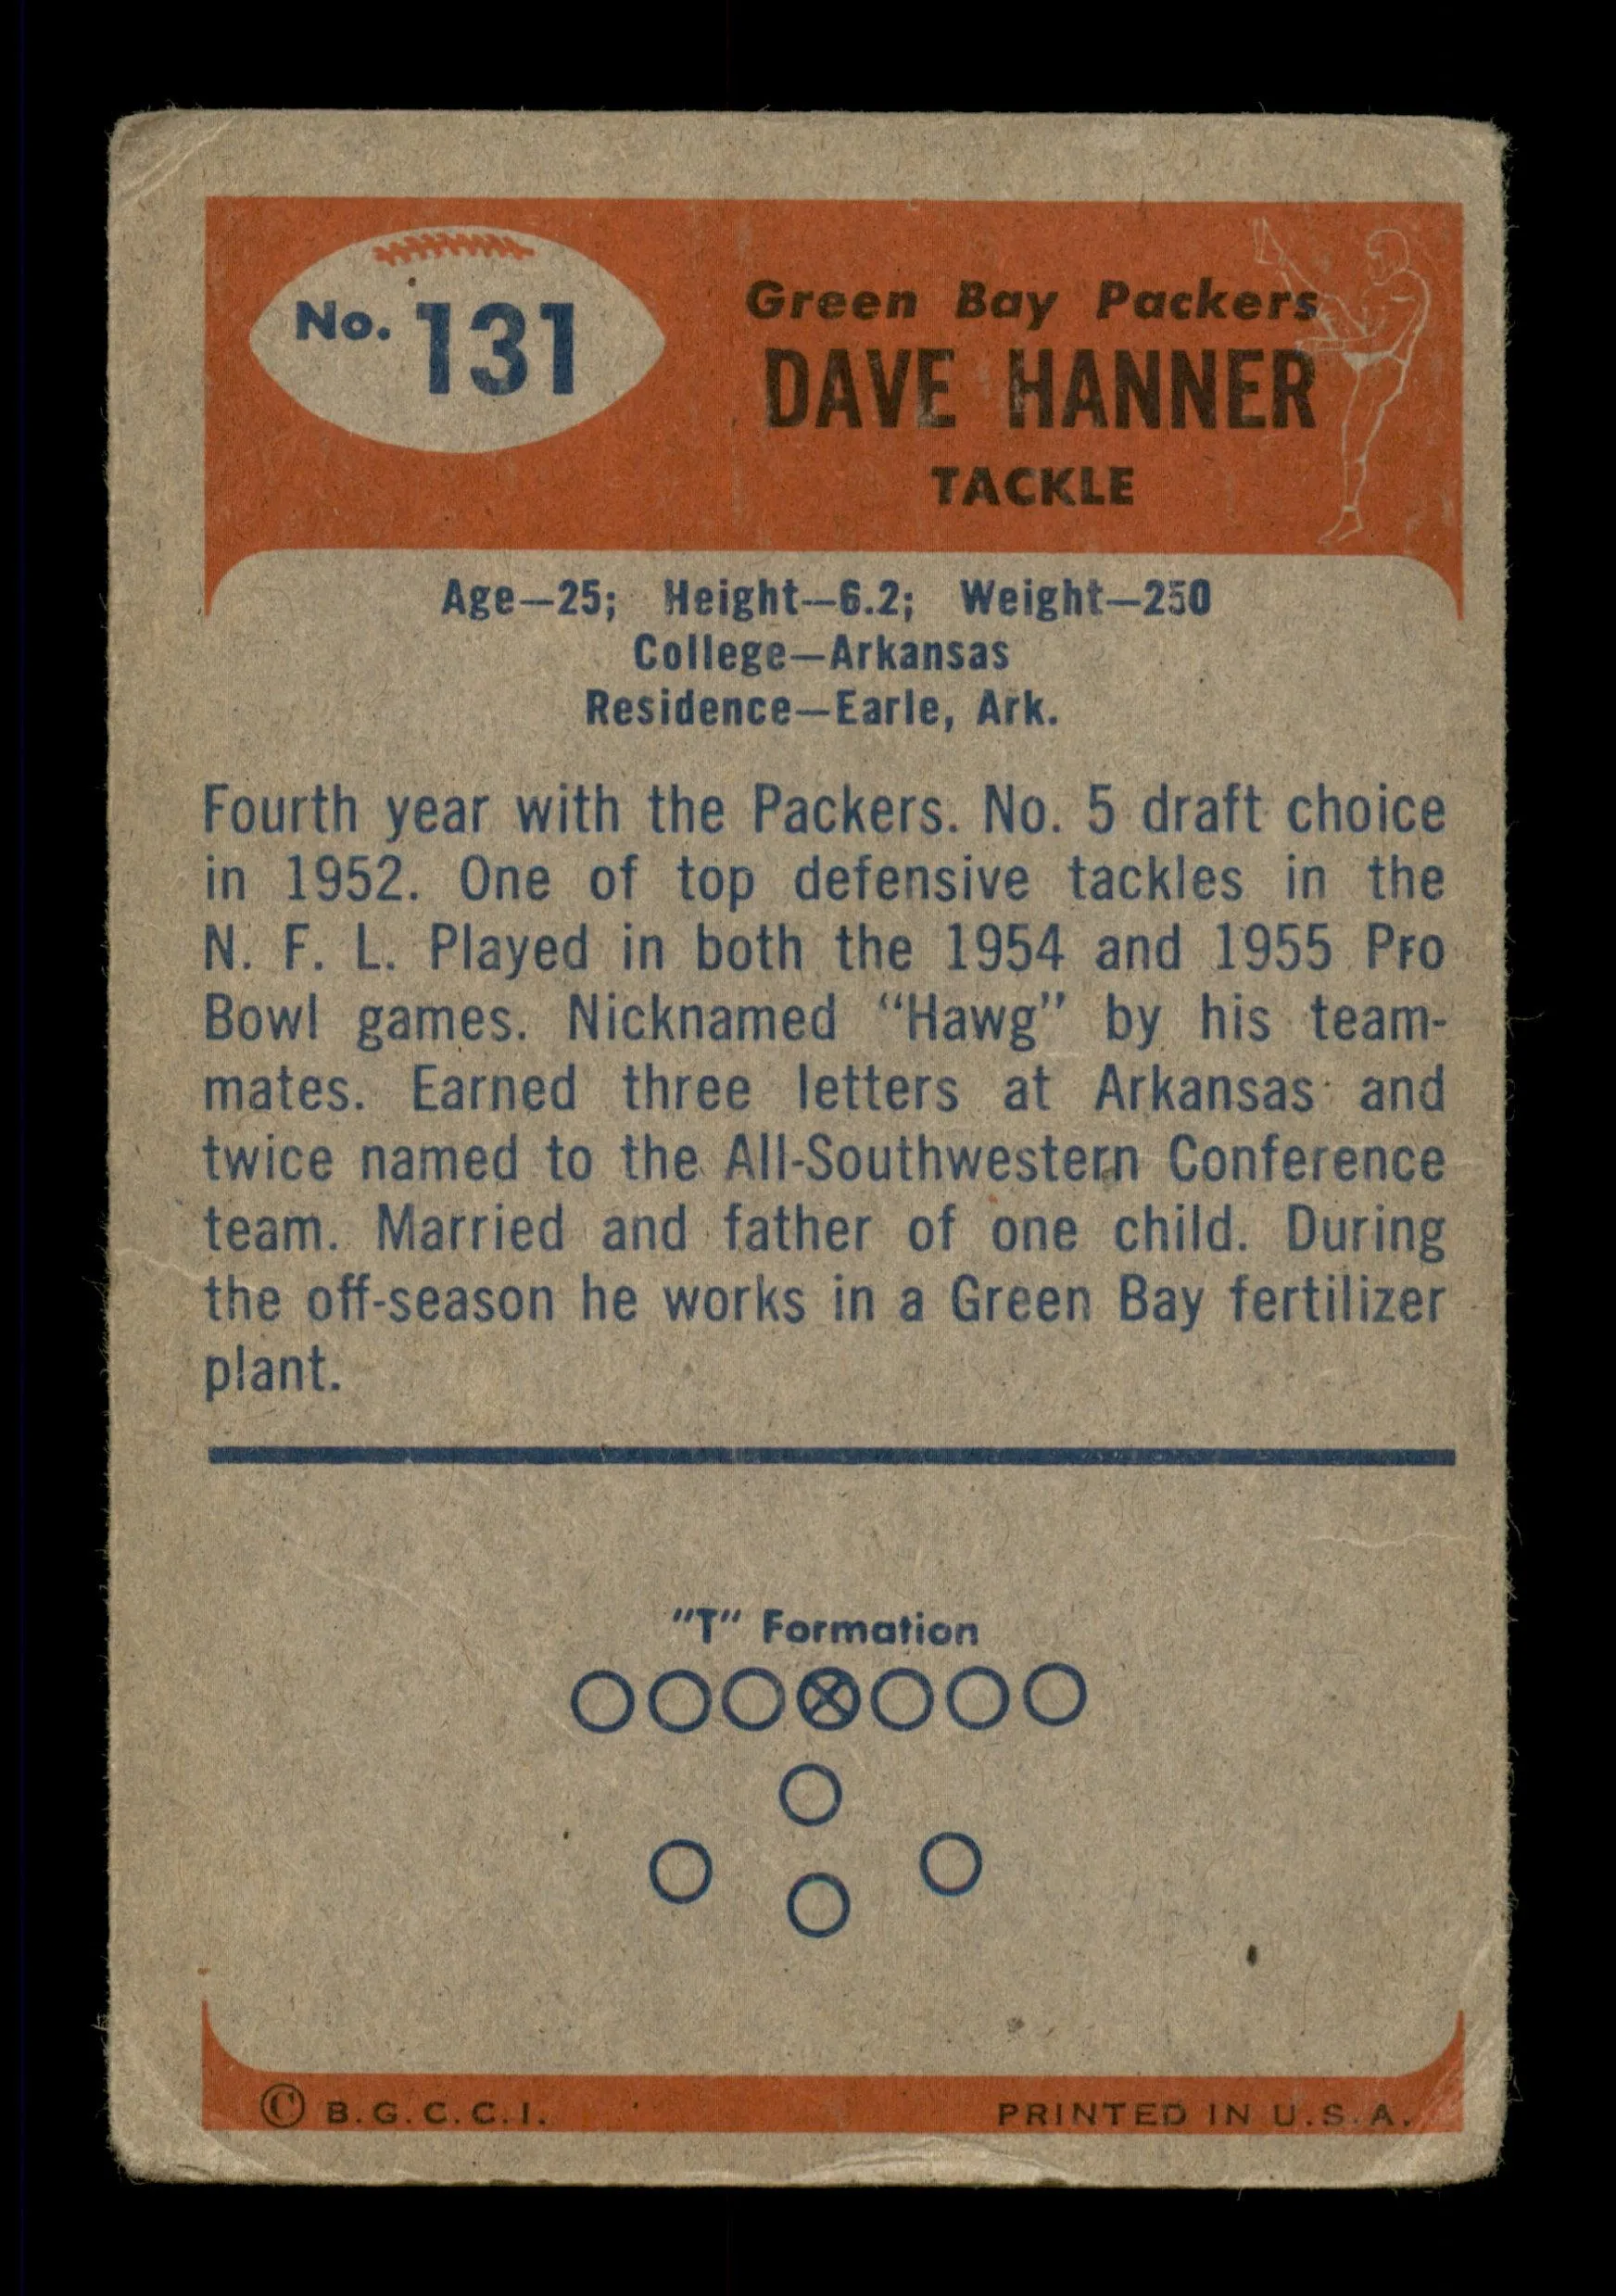 No. 131
Green Bay Packers
DAVE HANNER
TACKLE
Age—25; Height—6.2; Weight—250
College—Arkansas
Residence—Earle, Ark.
Fourth year with the Packers. No. 5 draft choice
in 1952. One of top defensive tackles in the
N. F. L. Played in both the 1954 and 1955 Pro
Bowl games. Nicknamed “Hawg” by his team-
mates. Earned three letters at Arkansas and
twice named to the All-Southwestern Conference
team. Married and father of one child. During
the off-season he works in a Green Bay fertilizer
plant.
"T" Formation
© B.G.C.C.I.
PRINTED IN U.S.A.